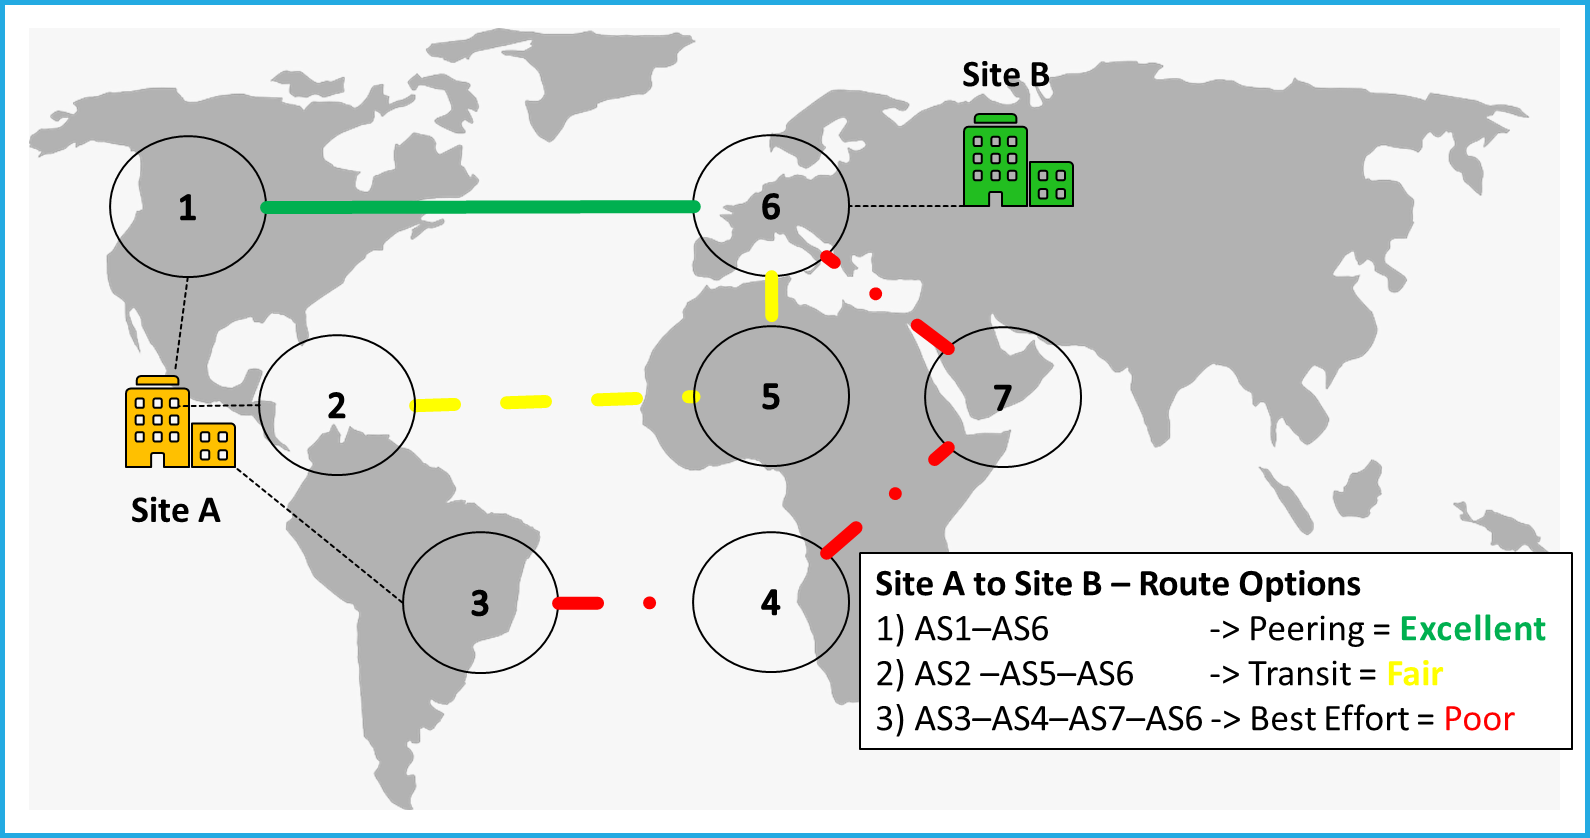 Site B
1
6
2
5
7
Site A
3
4
Site A to Site B – Route Options
1) AS1–AS6 -> Peering = Excellent
2) AS2 –AS5–AS6 -> Transit = Fair
3) AS3–AS4–AS7–AS6 -> Best Effort = Poor